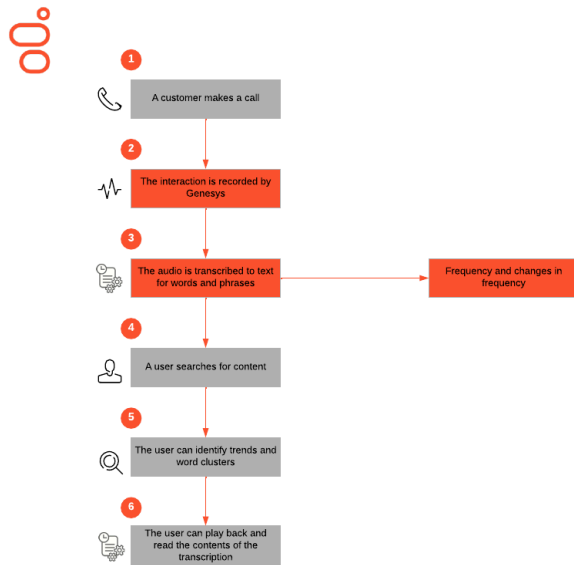 1
A customer makes a call
2
The interaction is recorded by
Genesys
3
The audio is transcribed to text
for words and phrases
Frequency and changes in
frequency
4
A user searches for content
5
The user can identify trends and
word clusters
6
The user can play back and
read the contents of the
transcription